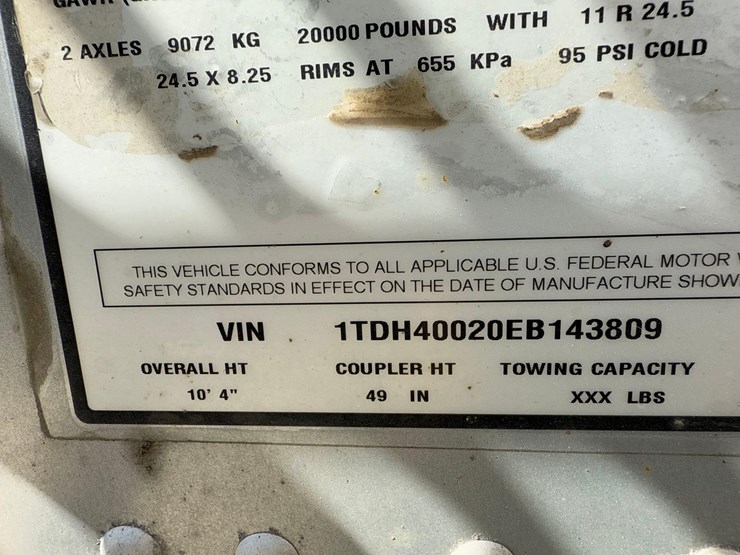 2 AXLES 9072 KG 20000 POUNDS WITH 11 R 24.5
24.5 X 8.25 RIMS AT 655 KPa 95 PSI COLD
THIS VEHICLE CONFORMS TO ALL APPLICABLE U.S. FEDERAL MOTOR
SAFETY STANDARDS IN EFFECT ON THE DATE OF MANUFACTURE SHOW
VIN 1TDH40020EB143809
OVERALL HT COUPLER HT TOWING CAPACITY
10' 4" 49 IN XXX LBS